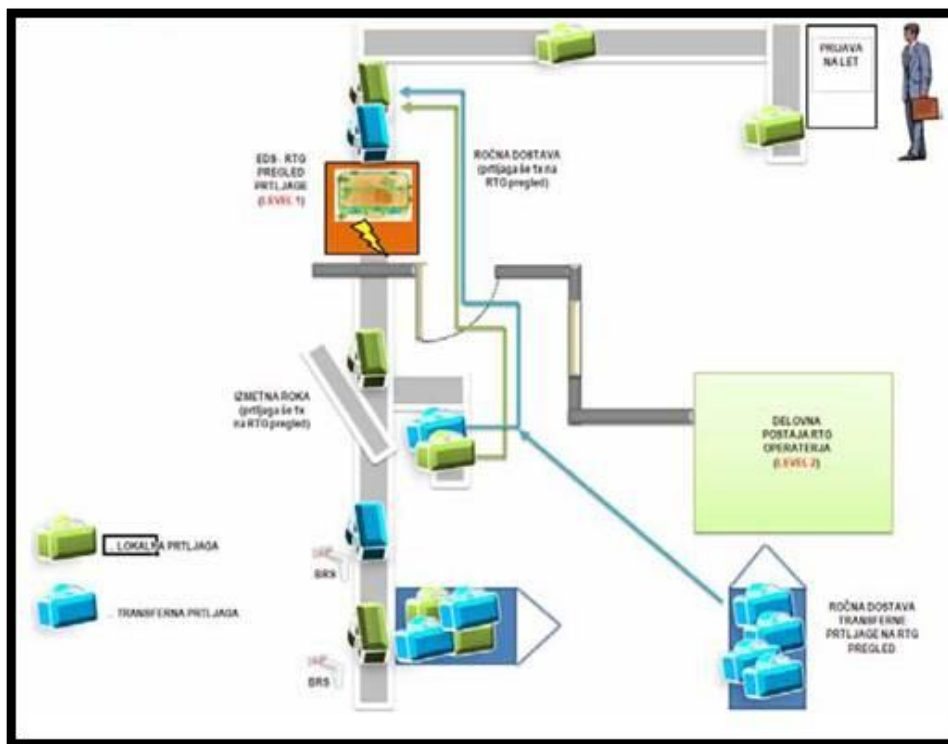 PRIJAVA
NA LET
EDS - RTG
PREGLED
PRTLJAGE
(LEVEL 1)
ROČNA DOSTAVA
(prtljaga še 1x na
RTG pregled)
IZMETNA ROKA
(prtljaga še 1x
na RTG pregled)
DELOVNA
POSTAJA RTG
OPERATERJA
(LEVEL 2)
... LOKALNA PRTLJAGA
... TRANSFERNA PRTLJAGA
BRS
BRS
ROČNA DOSTAVA
TRANSFERNE
PRTLJAGE NA RTG
PREGLED